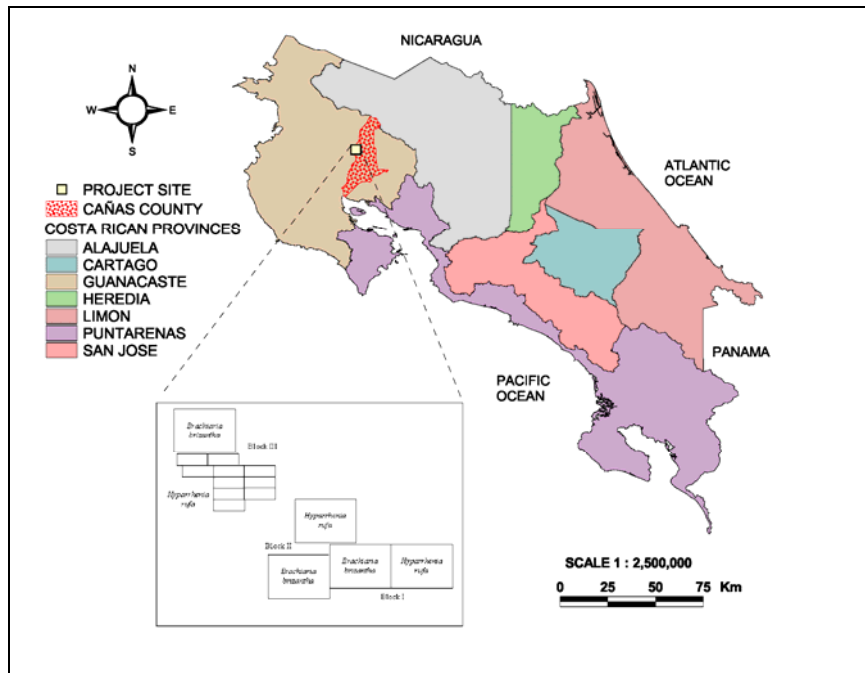 NICARAGUA
N
W
E
S
ATLANTIC
OCEAN
PROJECT SITE
CAÑAS COUNTY
COSTA RICAN PROVINCES
ALAJUELA
CARTAGO
GUANACASTE
HEREDIA
LIMON
PUNTARENAS
SAN JOSE
PANAMA
PACIFIC
OCEAN
Brachiaria
brizantha
Block III
Hyparrhenia
rufa
Hyparrhenia
rufa
Block II
Brachiaria
brizantha
Brachiaria
brizantha
Hyparrhenia
rufa
Block I
SCALE 1 : 2,500,000
0 25 50 75 Km